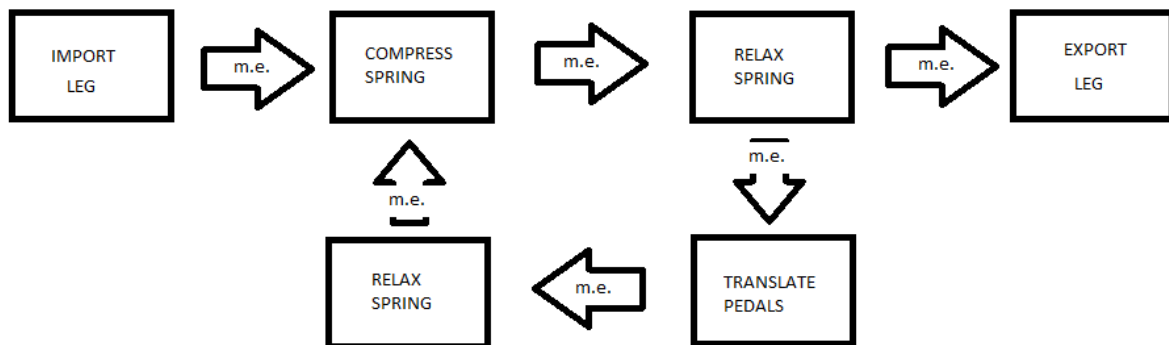 IMPORT
LEG
m.e.
COMPRESS
SPRING
m.e.
RELAX
SPRING
m.e.
EXPORT
LEG
m.e.
m.e.
RELAX
SPRING
m.e.
TRANSLATE
PEDALS